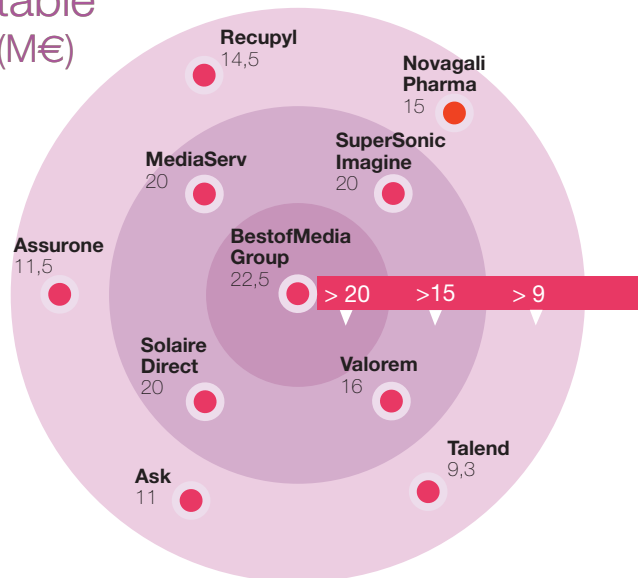 table
(M€)
Recupyl
14,5
Novagali
Pharma
15
MediaServ
20
SuperSonic
Imagine
20
Assurone
11,5
BestofMedia
Group
22,5
> 20
>15
> 9
Solaire
Direct
20
Valorem
16
Talend
9,3
Ask
11